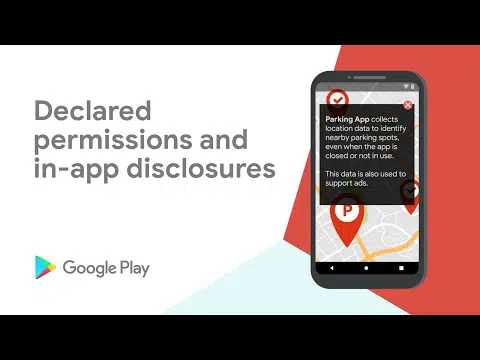 Declared
permissions and
in-app disclosures
Google Play
Parking App collects
location data to identify
nearby parking spots,
even when the app is
closed or not in use.
This data is also used to
support ads.
P